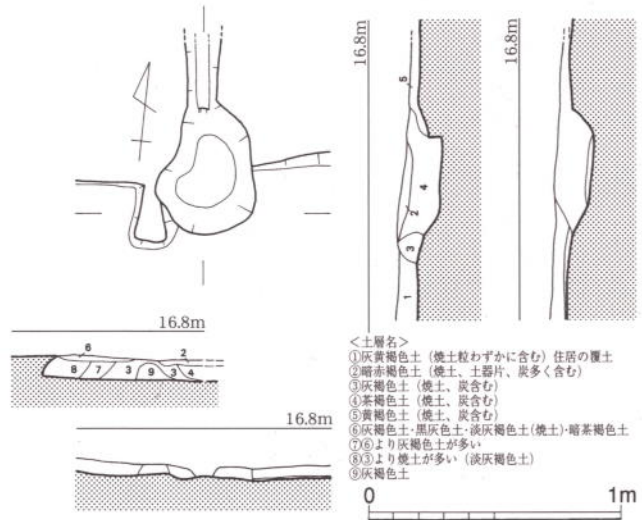 16.8m
16.8m
5
4
2
3
1
16.8m
6
2
8
7
3
9
3
4
16.8m
<土層名>
①灰黄褐色土（焼土粒わずかに含む）住居の覆土
②暗赤褐色土（焼土、土器片、炭多く含む）
③灰褐色土（焼土、炭含む）
④茶褐色土（焼土、炭含む）
⑤黄褐色土（焼土、炭含む）
⑥灰褐色土･黒灰色土･淡灰褐色土(焼土)･暗茶褐色土
⑦⑥より灰褐色土が多い
⑧③より焼土が多い（淡灰褐色土）
⑨灰褐色土
0
1m